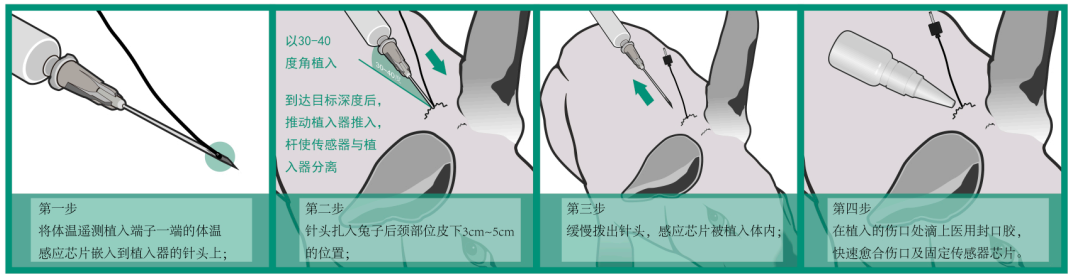 第一步
将体温遥测植入端子一端的体温
感应芯片嵌入到植入器的针头上；
以30-40
度角植入
到达目标深度后，
推动植入器推入，
杆使传感器与植
入器分离
30-40℃
第二步
针头扎入兔子后颈部位皮下3cm~5cm
的位置；
第三步
缓慢拨出针头，感应芯片被植入体内；
第四步
在植入的伤口处滴上医用封口胶，
快速愈合伤口及固定传感器芯片。